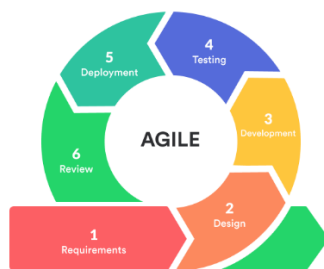 5
Deployment
4
Testing
3
Development
AGILE
6
Review
2
Design
1
Requirements